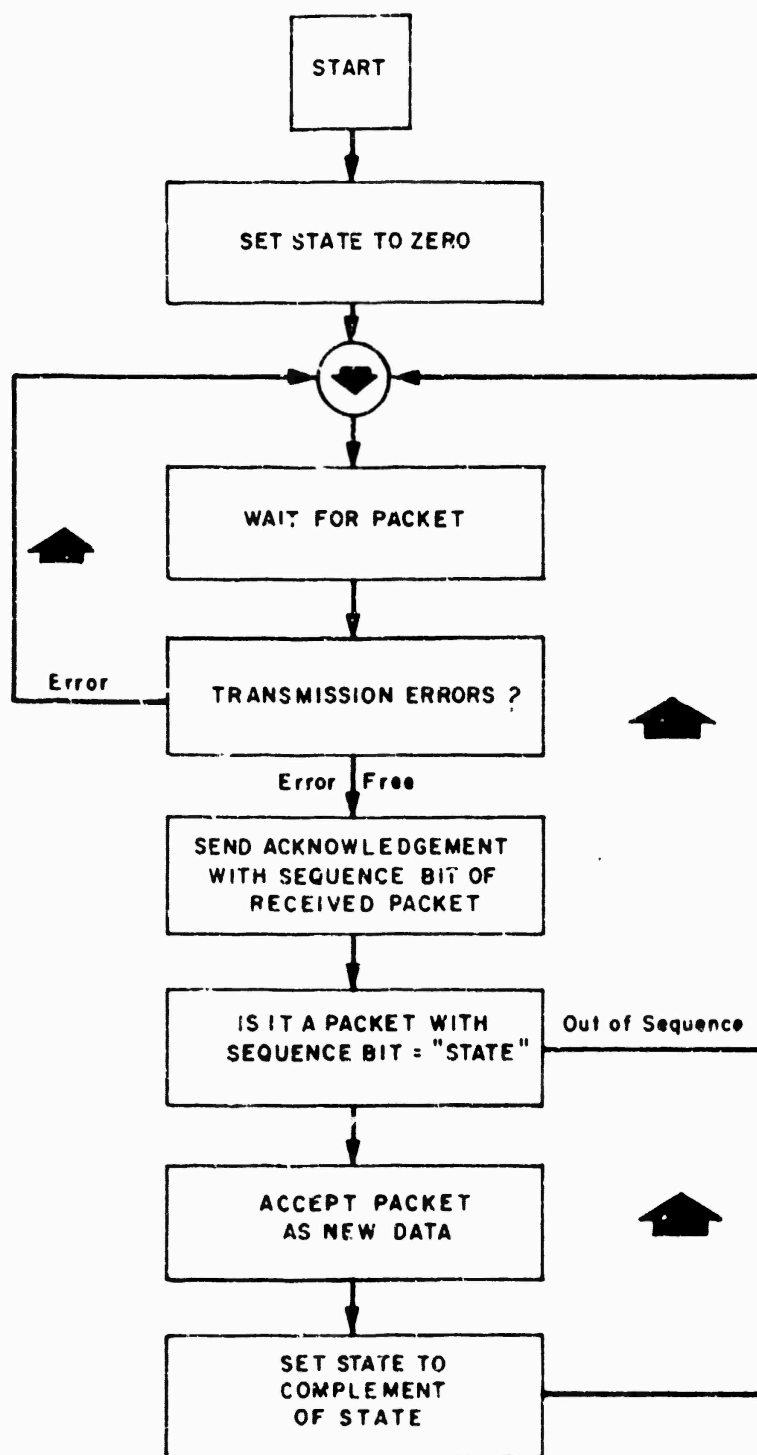 START
SET STATE TO ZERO
WAIT FOR PACKET
Error
TRANSMISSION ERRORS ?
Error Free
SEND ACKNOWLEDGEMENT
WITH SEQUENCE BIT OF
RECEIVED PACKET
IS IT A PACKET WITH
SEQUENCE BIT = "STATE"
Out of Sequence
ACCEPT PACKET
AS NEW DATA
SET STATE TO
COMPLEMENT
OF STATE